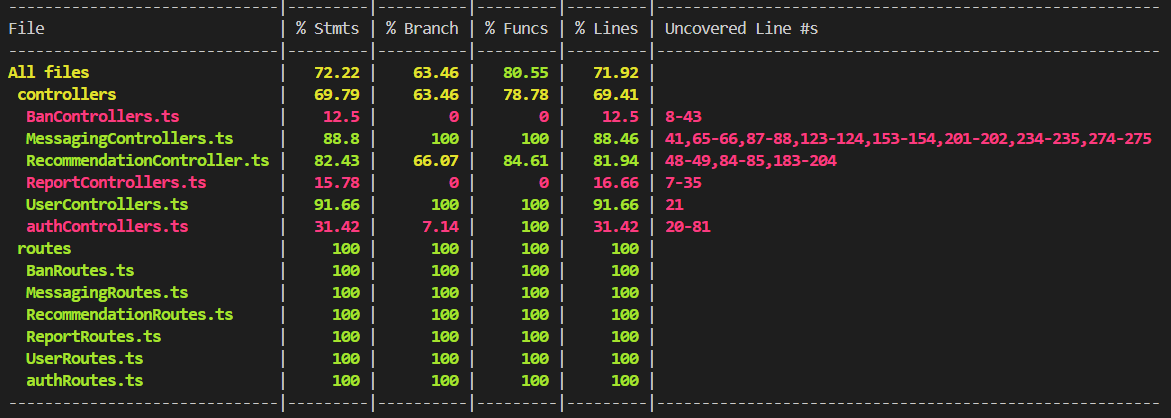 ------------------------------|---------|----------|---------|---------|--------------------------------------------------------
File                          | % Stmts | % Branch | % Funcs | % Lines | Uncovered Line #s
------------------------------|---------|----------|---------|---------|--------------------------------------------------------
All files                     |   72.22 |    63.46 |   80.55 |   71.92 |
 controllers                  |   69.79 |    63.46 |   78.78 |   69.41 |
  BanControllers.ts           |    12.5 |        0 |       0 |    12.5 | 8-43
  MessagingControllers.ts     |    88.8 |      100 |     100 |   88.46 | 41,65-66,87-88,123-124,153-154,201-202,234-235,274-275
  RecommendationController.ts |   82.43 |    66.07 |   84.61 |   81.94 | 48-49,84-85,183-204
  ReportControllers.ts        |   15.78 |        0 |       0 |   16.66 | 7-35
  UserControllers.ts          |   91.66 |      100 |     100 |   91.66 | 21
  authControllers.ts          |   31.42 |     7.14 |     100 |   31.42 | 20-81
 routes                       |     100 |      100 |     100 |     100 |
  BanRoutes.ts                |     100 |      100 |     100 |     100 |
  MessagingRoutes.ts          |     100 |      100 |     100 |     100 |
  RecommendationRoutes.ts     |     100 |      100 |     100 |     100 |
  ReportRoutes.ts             |     100 |      100 |     100 |     100 |
  UserRoutes.ts               |     100 |      100 |     100 |     100 |
  authRoutes.ts               |     100 |      100 |     100 |     100 |
------------------------------|---------|----------|---------|---------|--------------------------------------------------------